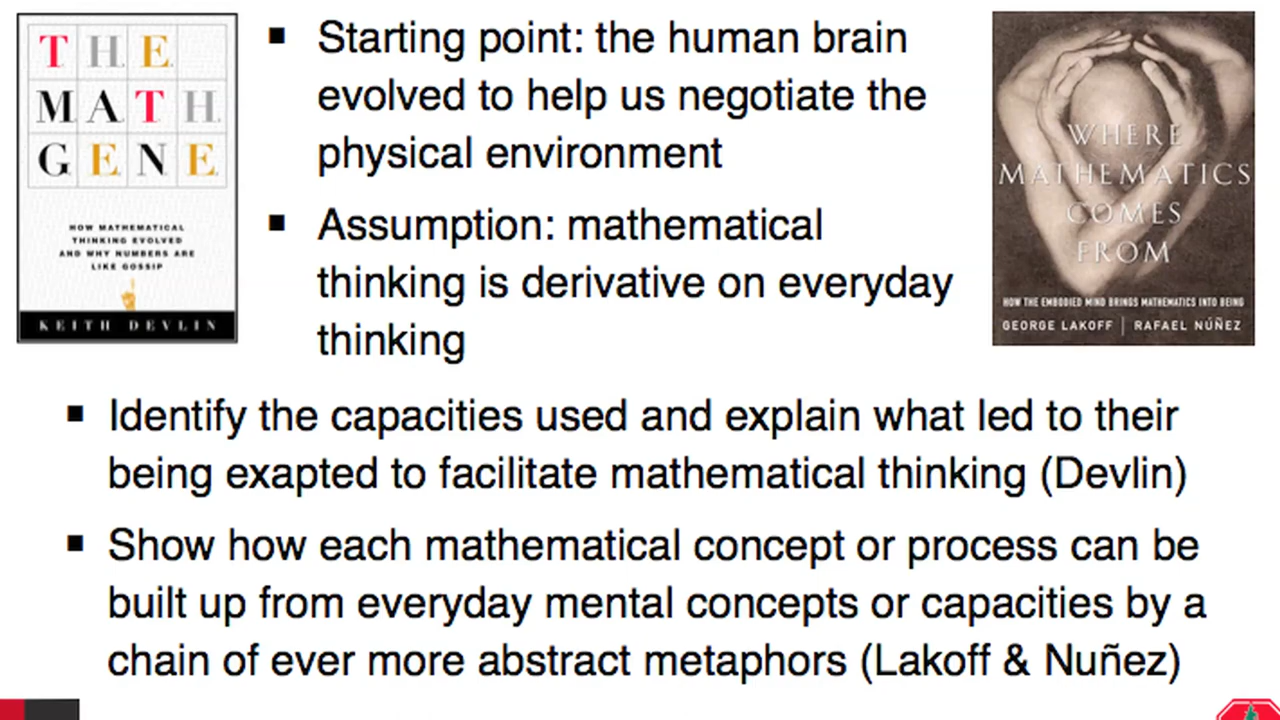 THE
MATH
GENE
HOW MATHEMATICAL
THINKING EVOLVED
AND WHY NUMBERS ARE
LIKE GOSSIP
KEITH DEVLIN
▪ Starting point: the human brain
evolved to help us negotiate the
physical environment
▪ Assumption: mathematical
thinking is derivative on everyday
thinking
WHERE
MATHEMATICS
COMES
FROM
HOW THE EMBODIED MIND BRINGS MATHEMATICS INTO BEING
GEORGE LAKOFF | RAFAEL NÚÑEZ
▪ Identify the capacities used and explain what led to their
being exapted to facilitate mathematical thinking (Devlin)
▪ Show how each mathematical concept or process can be
built up from everyday mental concepts or capacities by a
chain of ever more abstract metaphors (Lakoff & Nuñez)